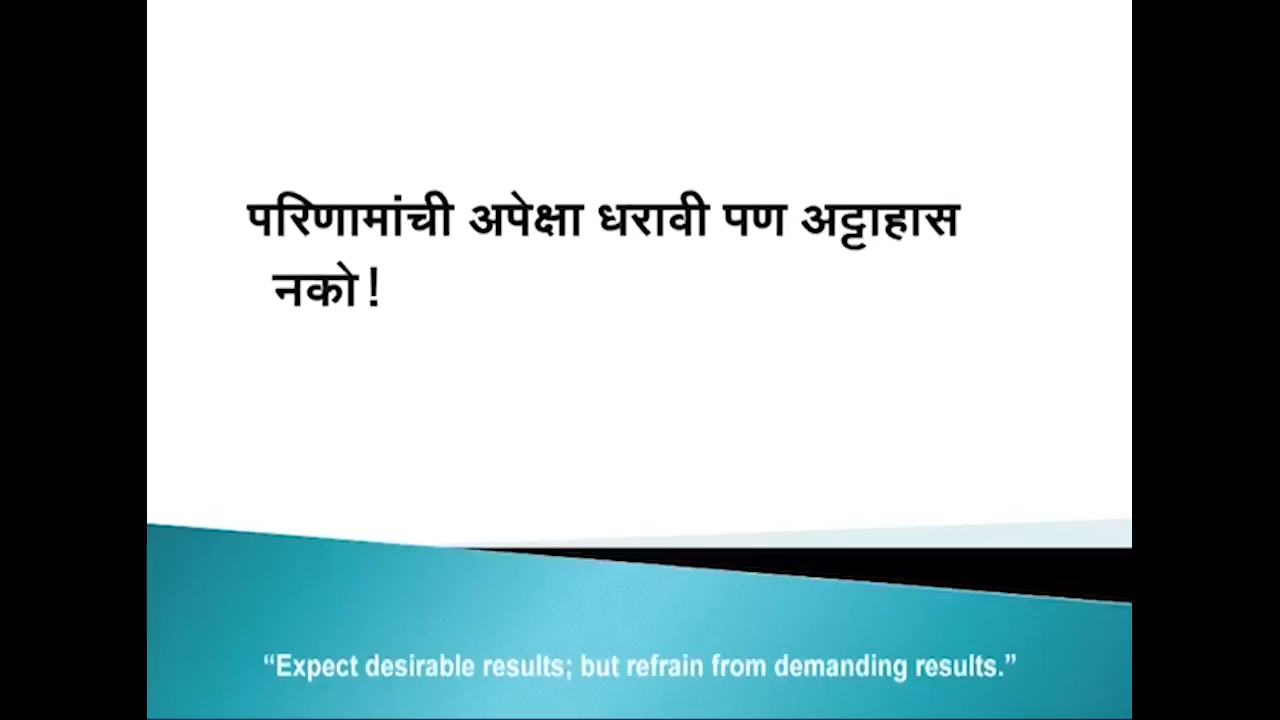 परिणामांची अपेक्षा धरावी पण अट्टाहास
नको!
“Expect desirable results; but refrain from demanding results.”